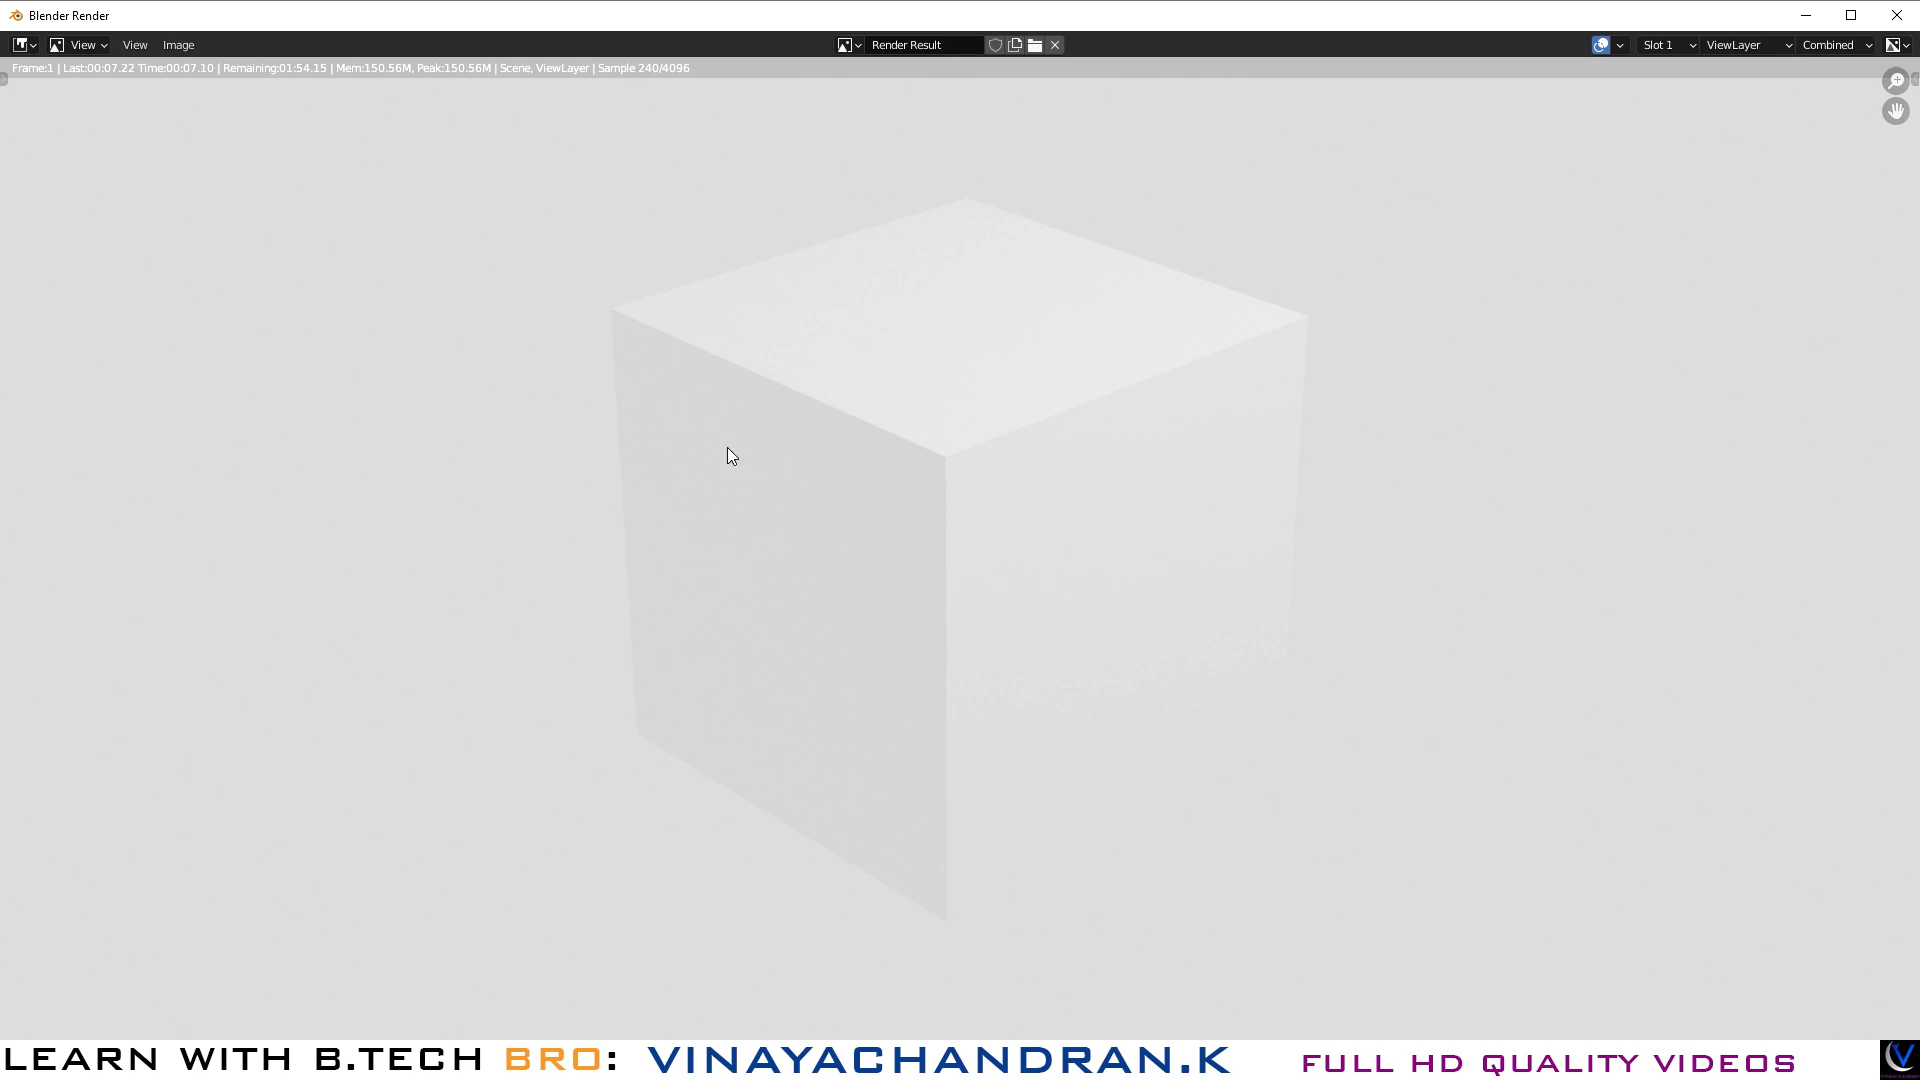 Blender Render
View View Image Render Result Slot 1 ViewLayer Combined
Frame:1 | Last:00:07.22 Time:00:07.10 | Remaining:01:54.15 | Mem:150.56M, Peak:150.56M | Scene, ViewLayer | Sample 240/4096
LEARN WITH B.TECH BRO: VINAYACHANDRAN.K FULL HD QUALITY VIDEOS